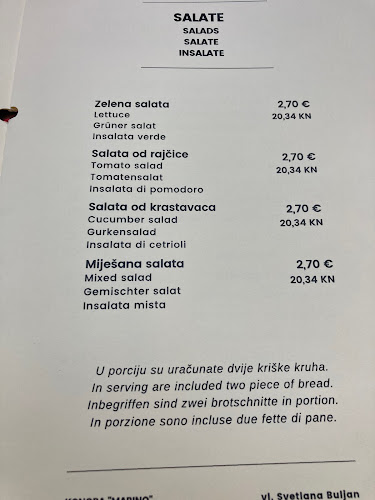 SALATE
SALADS
SALATE
INSALATE
Zelena salata 2,70 €
Lettuce 20,34 KN
Grüner salat
Insalata verde
Salata od rajčice 2,70 €
Tomato salad 20,34 KN
Tomatensalat
Insalata di pomodoro
Salata od krastavaca 2,70 €
Cucumber salad 20,34 KN
Gurkensalad
Insalata di cetrioli
Miješana salata 2,70 €
Mixed salad 20,34 KN
Gemischter salat
Insalata mista
U porciju su uračunate dvije kriške kruha.
In serving are included two piece of bread.
Inbegriffen sind zwei brotschnitte in portion.
In porzione sono incluse due fette di pane.
KONOBA "MARINO" vl. Svetlana Buljan